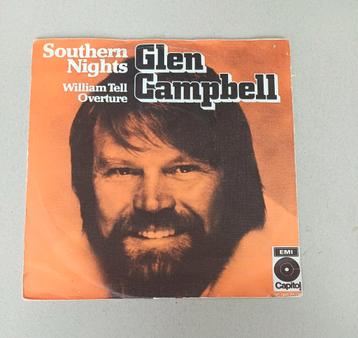 Southern
Nights
William Tell
Overture
Glen
Campbell
EMI
Capitol